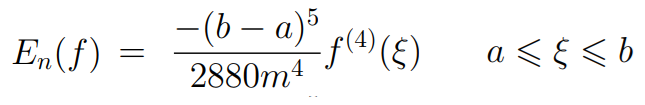 E_n(f) = \frac{-(b - a)^5}{2880m^4} f^{(4)}(\xi) \qquad a \leqslant \xi \leqslant b